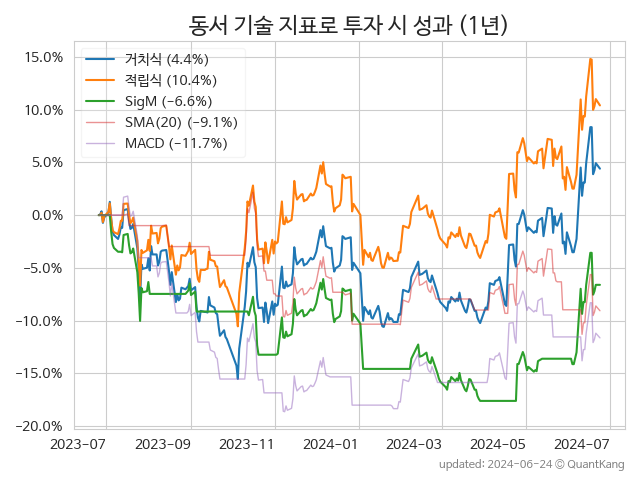 동서 기술 지표로 투자 시 성과 (1년)
15.0%
10.0%
5.0%
0.0%
−5.0%
−10.0%
−15.0%
−20.0%
거치식 (4.4%)
적립식 (10.4%)
SigM (−6.6%)
SMA(20) (−9.1%)
MACD (−11.7%)
2023-07 2023-09 2023-11 2024-01 2024-03 2024-05 2024-07
updated: 2024-06-24 ⓒ QuantKang